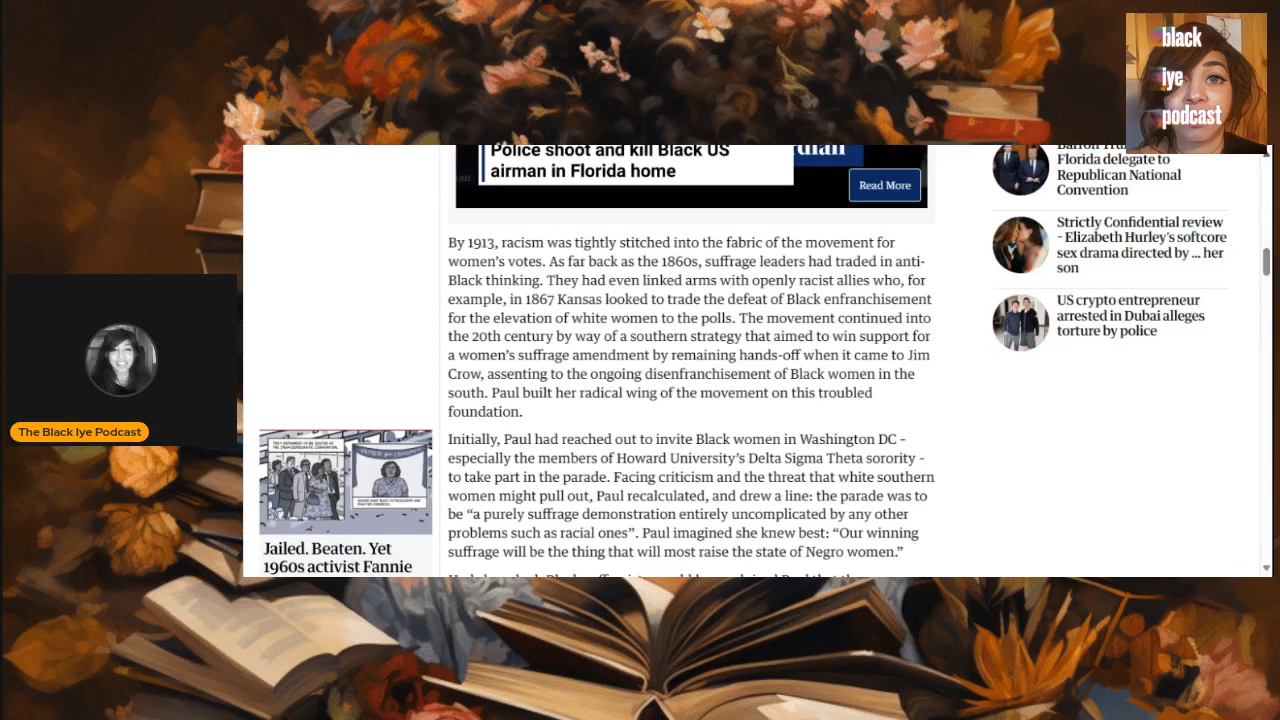 black
iye
podcast
Police shoot and kill Black US
airman in Florida home
Read More
By 1913, racism was tightly stitched into the fabric of the movement for
women’s votes. As far back as the 1860s, suffrage leaders had traded in anti-
Black thinking. They had even linked arms with openly racist allies who, for
example, in 1867 Kansas looked to trade the defeat of Black enfranchisement
for the elevation of white women to the polls. The movement continued into
the 20th century by way of a southern strategy that aimed to win support for
a women’s suffrage amendment by remaining hands-off when it came to Jim
Crow, assenting to the ongoing disenfranchisement of Black women in the
south. Paul built her radical wing of the movement on this troubled
foundation.
Initially, Paul had reached out to invite Black women in Washington DC –
especially the members of Howard University’s Delta Sigma Theta sorority –
to take part in the parade. Facing criticism and the threat that white southern
women might pull out, Paul recalculated, and drew a line: the parade was to
be “a purely suffrage demonstration entirely uncomplicated by any other
problems such as racial ones”. Paul imagined she knew best: “Our winning
suffrage will be the thing that will most raise the state of Negro women.”
Florida delegate to
Republican National
Convention
Strictly Confidential review
– Elizabeth Hurley’s softcore
sex drama directed by ... her
son
US crypto entrepreneur
arrested in Dubai alleges
torture by police
The Black Iye Podcast
Jailed. Beaten. Yet
1960s activist Fannie